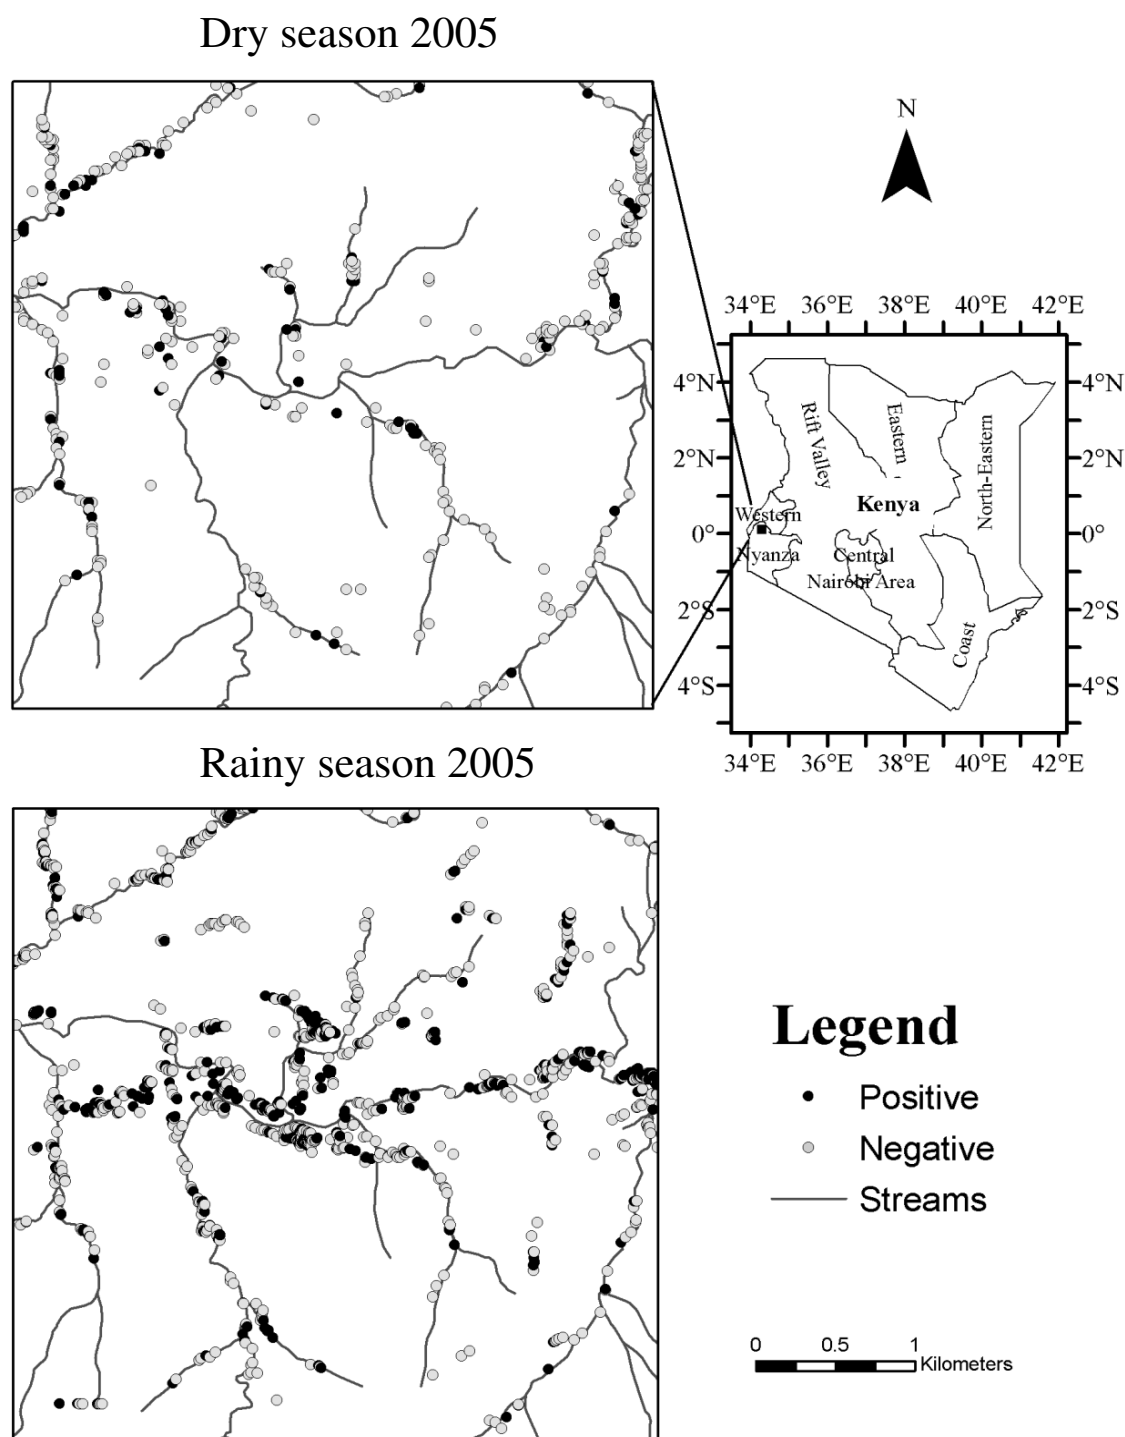 Dry season 2005
N
34°E 36°E 38°E 40°E 42°E
4°N 4°N
Rift Valley
Eastern
North-Eastern
2°N 2°N
Kenya
Western
0° 0°
Nyanza
Central
Nairobi Area
2°S 2°S
Coast
4°S 4°S
34°E 36°E 38°E 40°E 42°E
Rainy season 2005
Legend
Positive
Negative
Streams
0 0.5 1
Kilometers